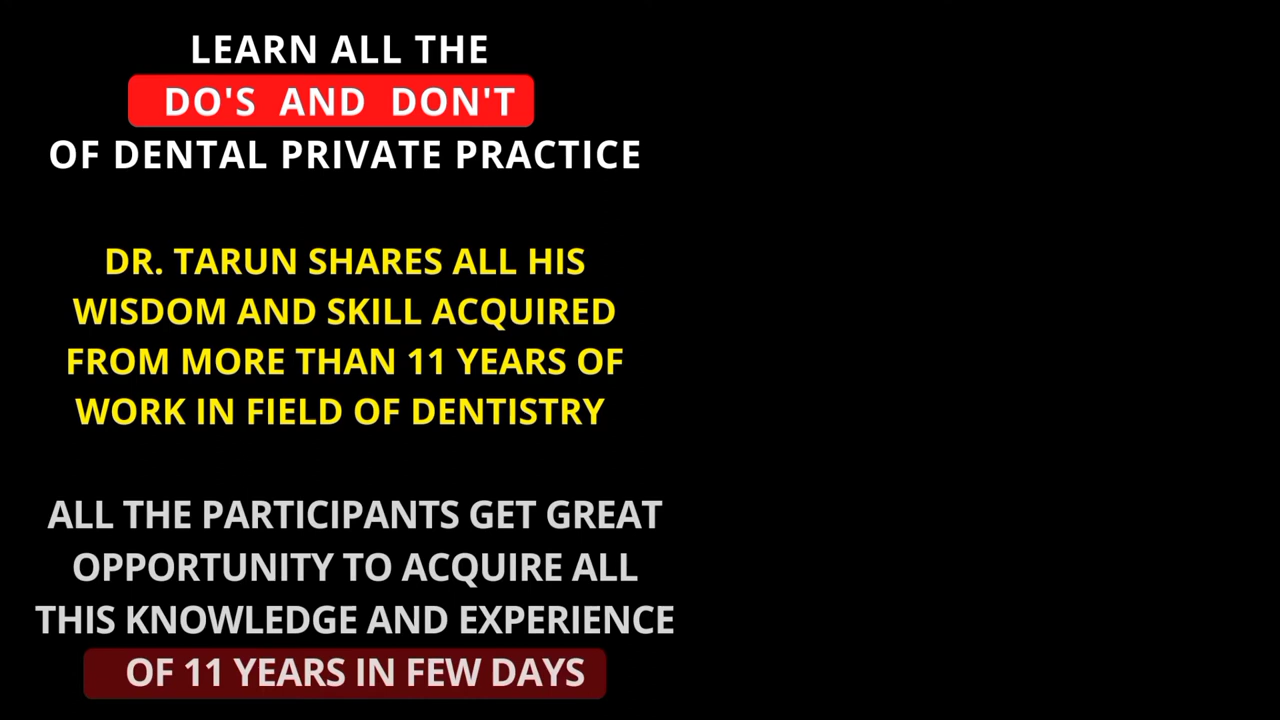 LEARN ALL THE
DO'S AND DON'T
OF DENTAL PRIVATE PRACTICE
DR. TARUN SHARES ALL HIS
WISDOM AND SKILL ACQUIRED
FROM MORE THAN 11 YEARS OF
WORK IN FIELD OF DENTISTRY
ALL THE PARTICIPANTS GET GREAT
OPPORTUNITY TO ACQUIRE ALL
THIS KNOWLEDGE AND EXPERIENCE
OF 11 YEARS IN FEW DAYS